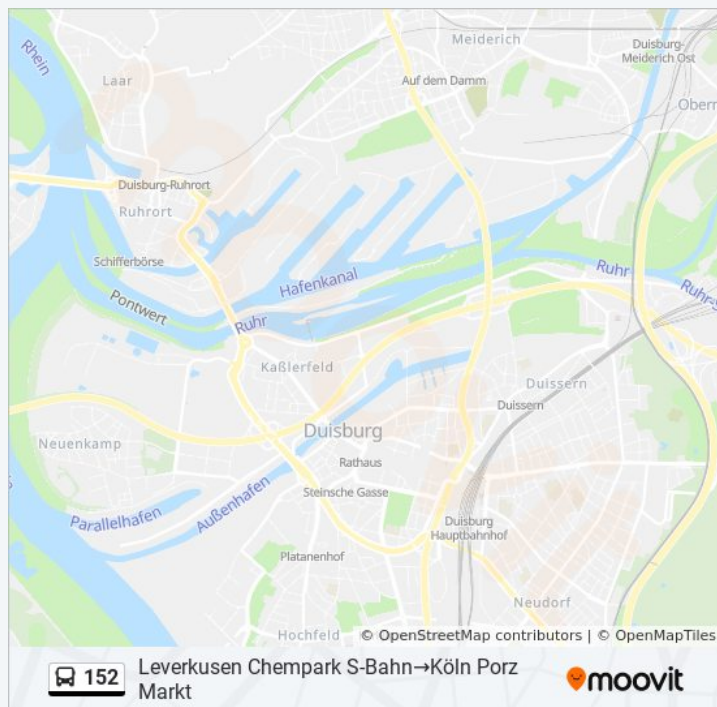 Rhein
Laar
Meiderich
Duisburg-
Meiderich Ost
Auf dem Damm
Duisburg-Ruhrort
Ruhrort
Schifferbörse
Hafenkanal
Pontwert
Ruhr
Ruhr
Kaßlerfeld
Duissern
Duissern
Neuenkamp
Duisburg
Rathaus
Steinsche Gasse
Außenhafen
Parallelhafen
Duisburg
Hauptbahnhof
Platanenhof
Neudorf
Hochfeld
© OpenStreetMap contributors | © OpenMapTiles
152
Leverkusen Chempark S-Bahn→Köln Porz
Markt
moovit